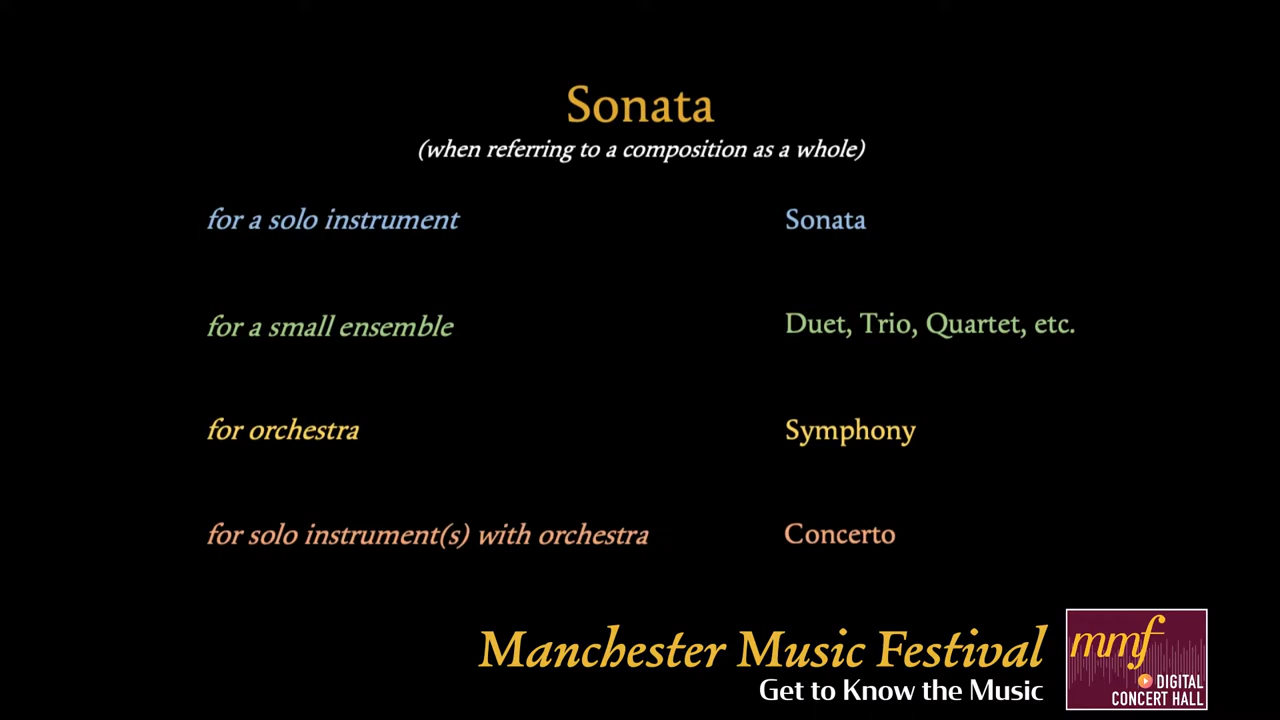 Sonata
(when referring to a composition as a whole)
for a solo instrument Sonata
for a small ensemble Duet, Trio, Quartet, etc.
for orchestra Symphony
for solo instrument(s) with orchestra Concerto
Manchester Music Festival
Get to Know the Music
mmf
DIGITAL
CONCERT HALL